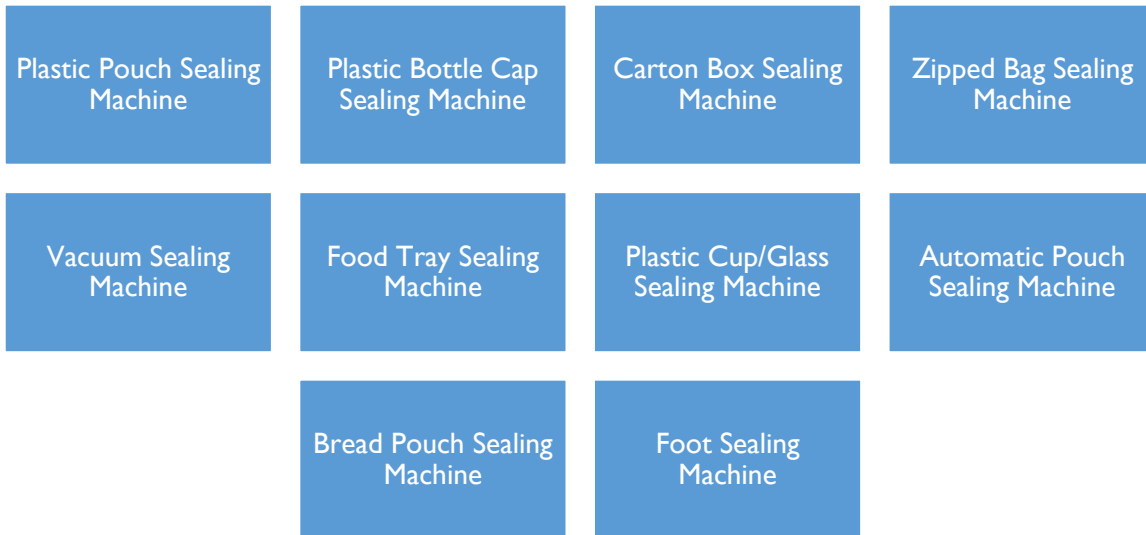 Plastic Pouch Sealing
Machine
Plastic Bottle Cap
Sealing Machine
Carton Box Sealing
Machine
Zipped Bag Sealing
Machine
Vacuum Sealing
Machine
Food Tray Sealing
Machine
Plastic Cup/Glass
Sealing Machine
Automatic Pouch
Sealing Machine
Bread Pouch Sealing
Machine
Foot Sealing
Machine